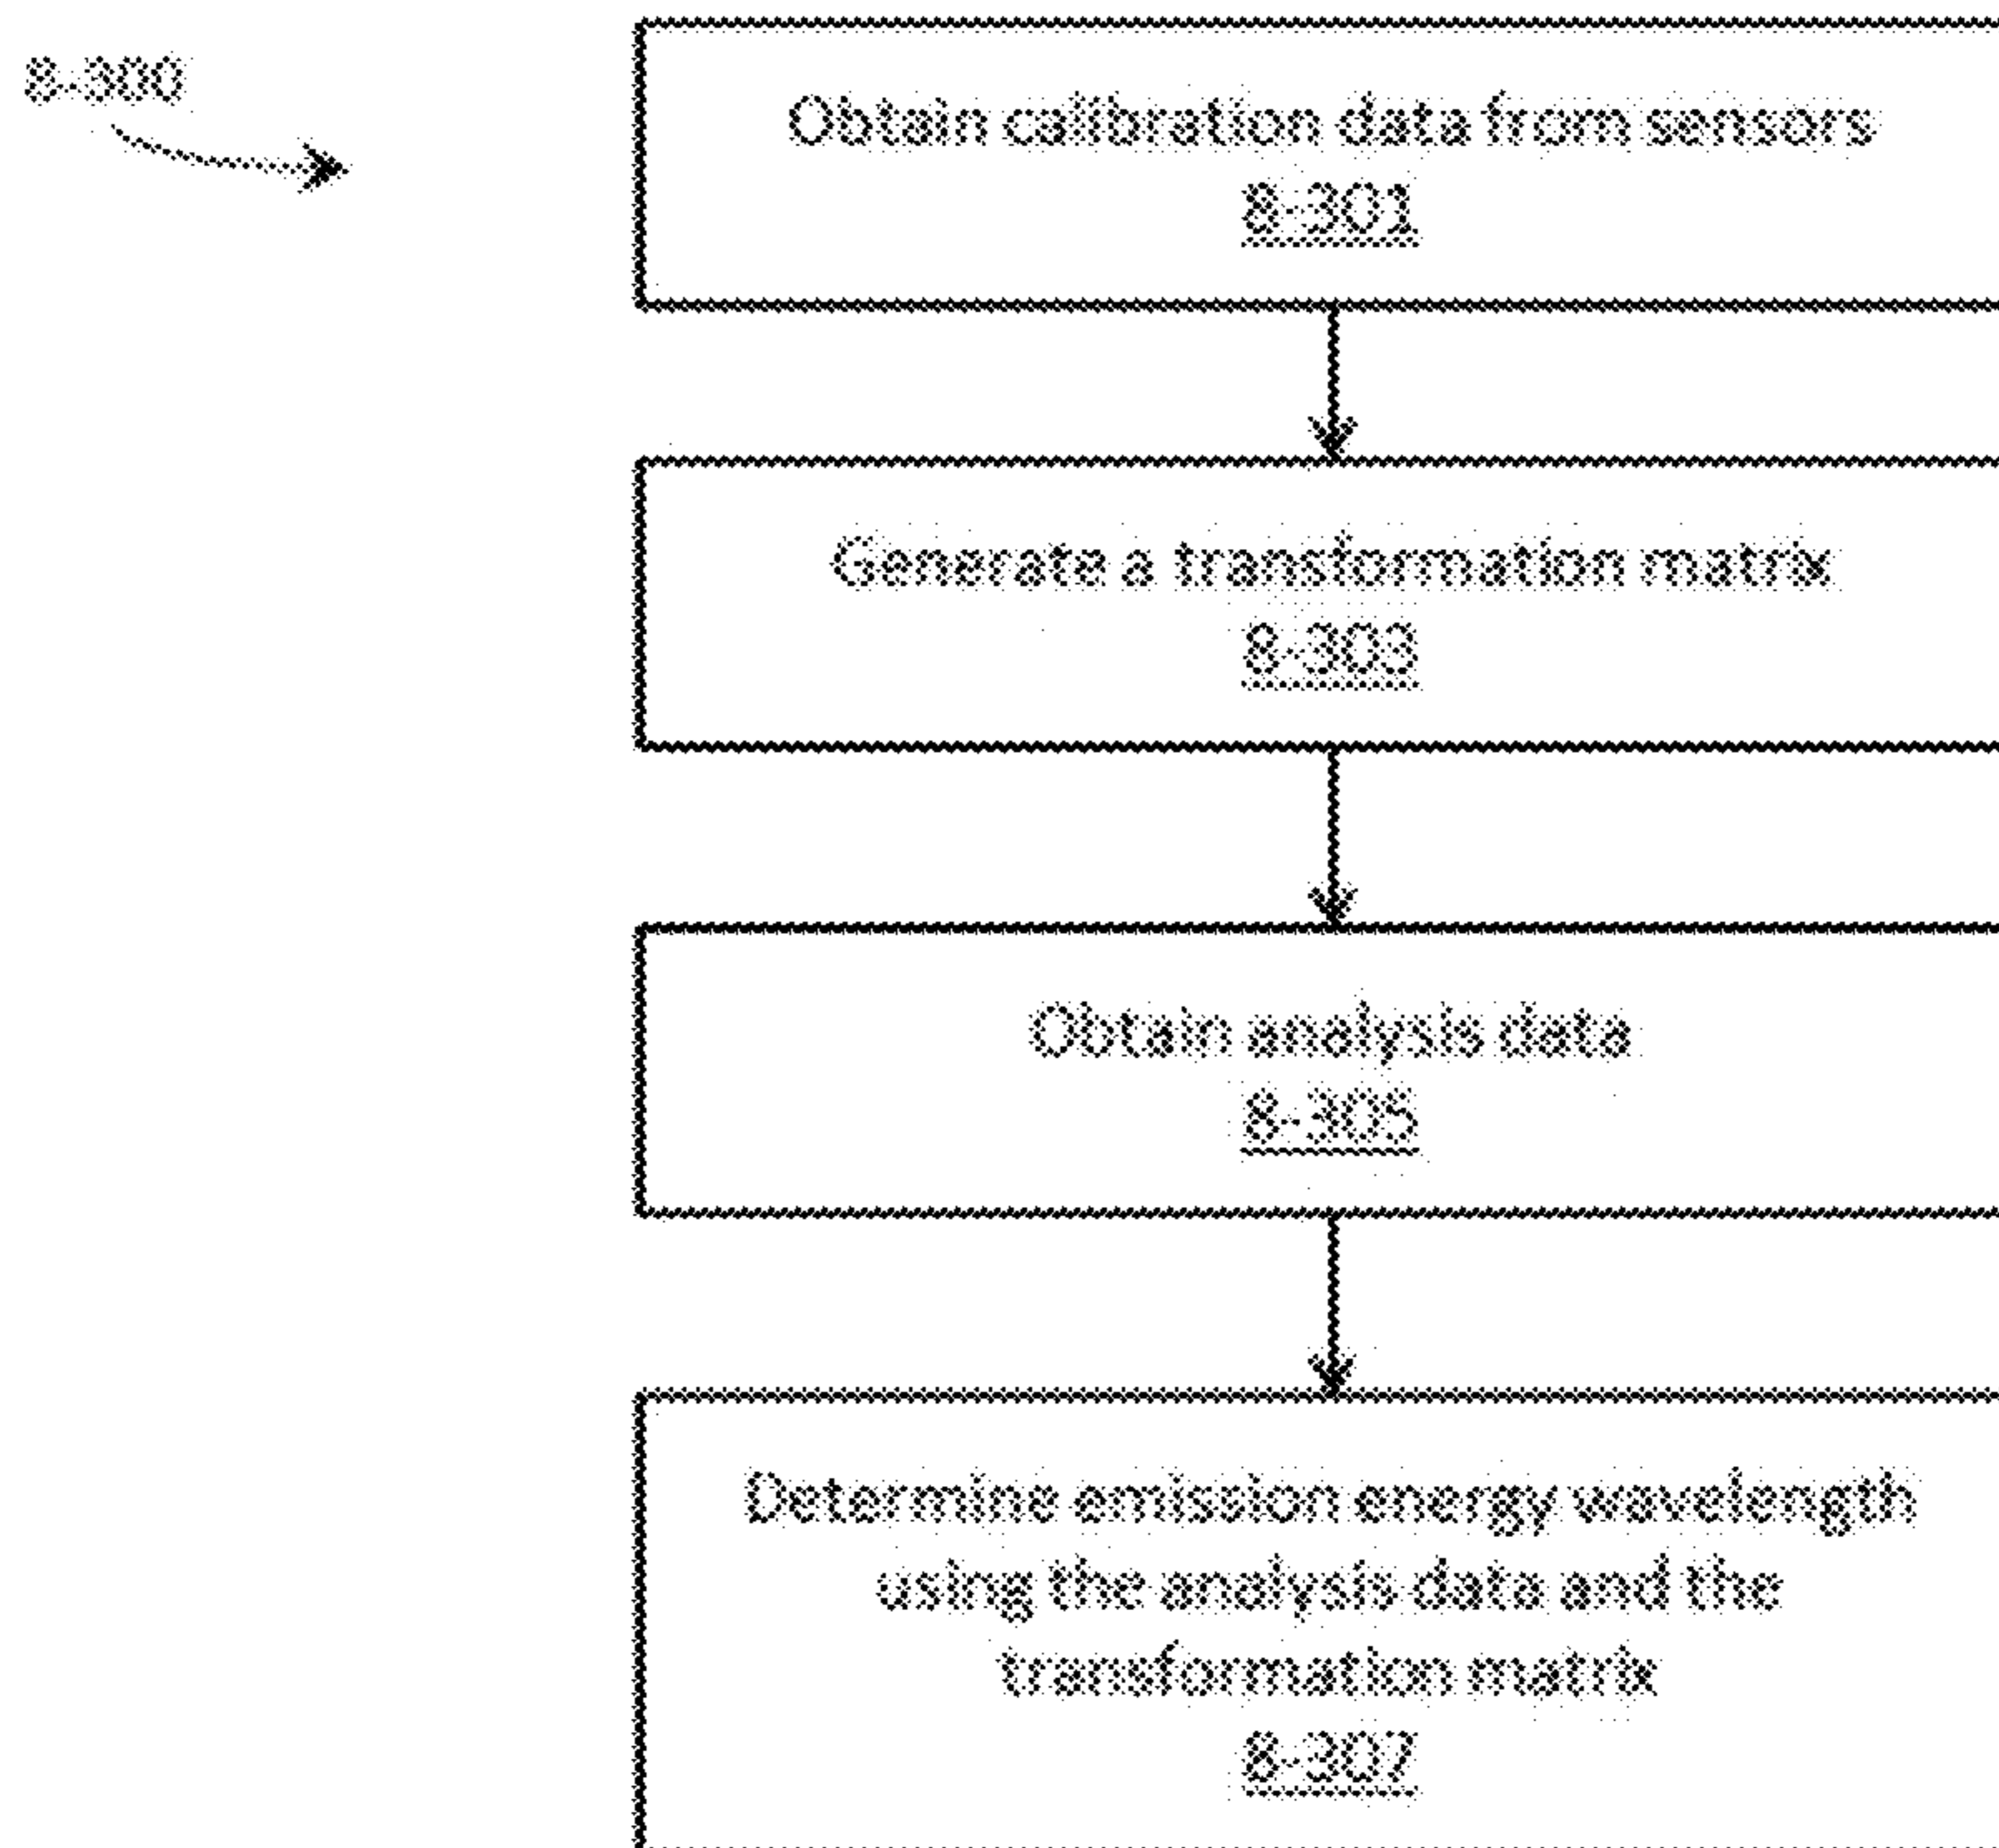 8-300
Obtain calibration data from sensors
8-301
Generate a transformation matrix
8-303
Obtain analysis data
8-305
Determine emission energy wavelength
using the analysis data and the
transformation matrix
8-307